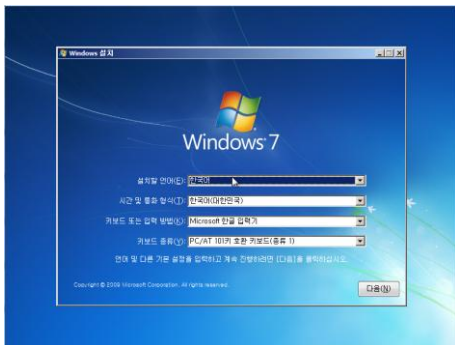 Windows 설치
Windows 7
설치할 언어(E): 한국어
시간 및 통화 형식(T): 한국어(대한민국)
키보드 또는 입력 방법(K): Microsoft 한글 입력기
키보드 종류(Y): PC/AT 101키 호환 키보드(종류 1)
언어 및 다른 기본 설정을 입력하고 계속 진행하려면 [다음]을 클릭하십시오.
Copyright © 2009 Microsoft Corporation. All rights reserved.
다음(N)